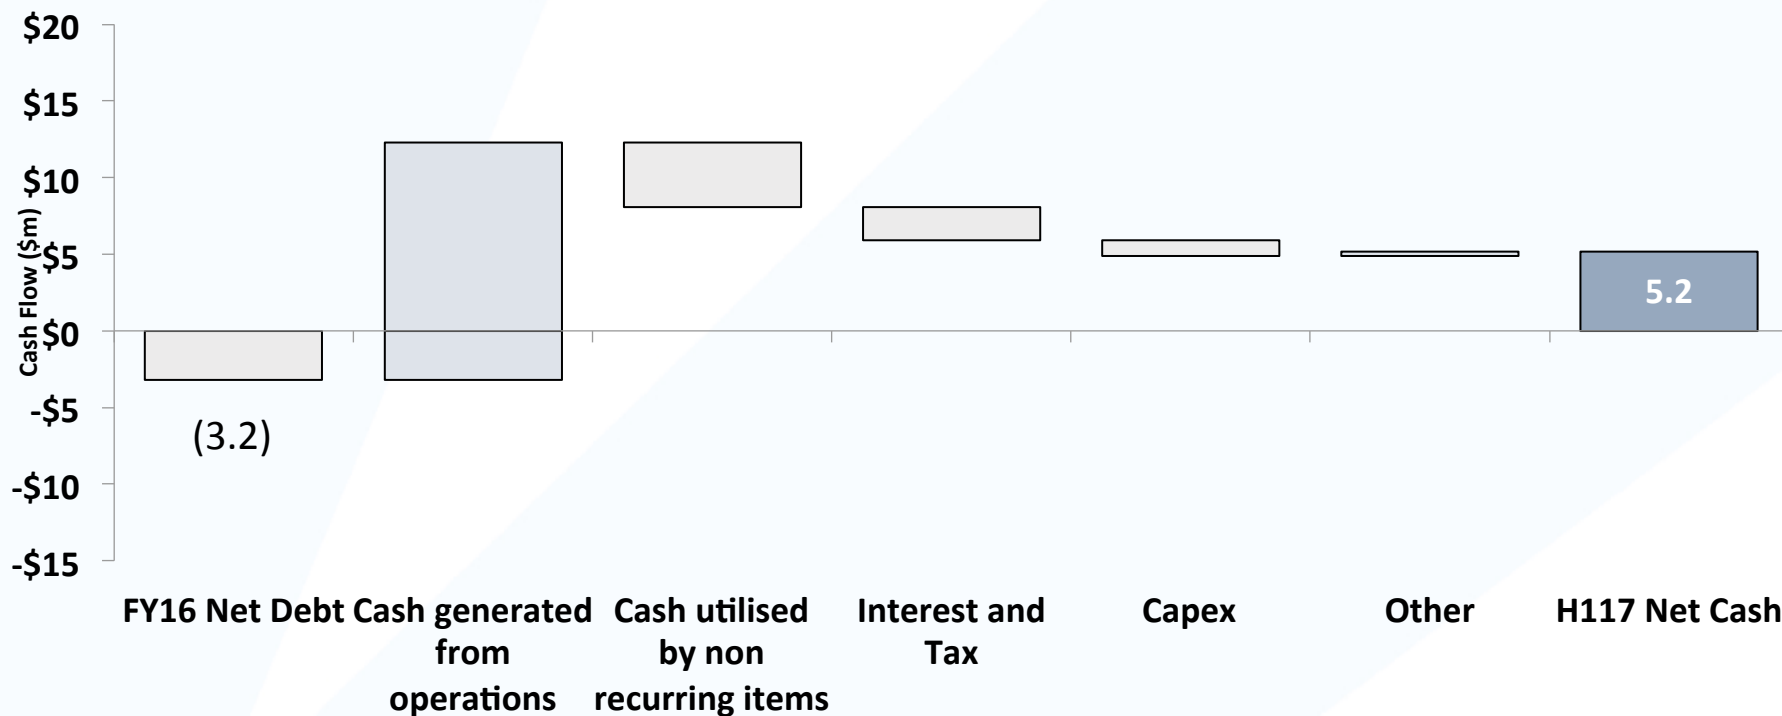 $20
$15
$10
$5
$0
-$5
-$10
-$15
Cash Flow ($m)
(3.2)
5.2
FY16 Net Debt
Cash generated
from
operations
Cash utilised
by non
recurring items
Interest and
Tax
Capex
Other
H117 Net Cash